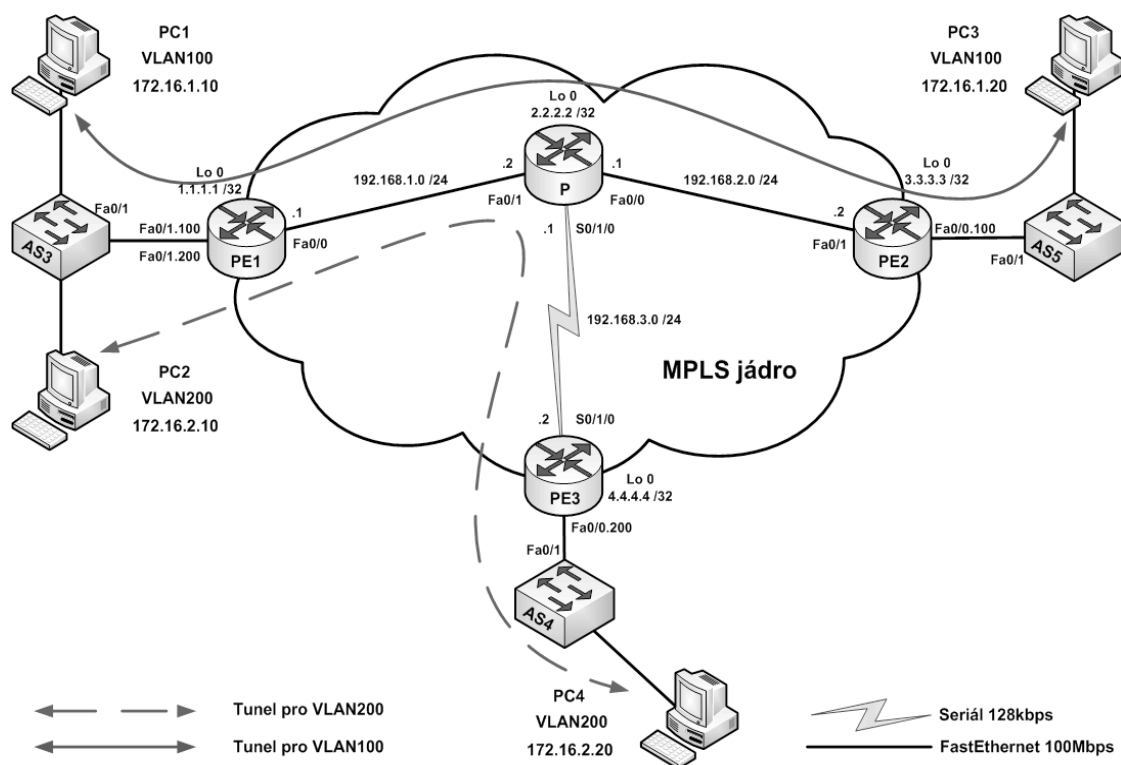 PC1
VLAN100
172.16.1.10
PC3
VLAN100
172.16.1.20
Lo 0
2.2.2.2 /32
P
.2
Fa0/1
.1
Fa0/0
.1
S0/1/0
192.168.1.0 /24
192.168.2.0 /24
Lo 0
1.1.1.1 /32
.1
Fa0/0
PE1
Fa0/1.100
Fa0/1.200
Fa0/1
AS3
Lo 0
3.3.3.3 /32
.2
Fa0/1
PE2
Fa0/0.100
Fa0/1
AS5
192.168.3.0 /24
MPLS jádro
PC2
VLAN200
172.16.2.10
.2
S0/1/0
PE3
Lo 0
4.4.4.4 /32
Fa0/0.200
Fa0/1
AS4
PC4
VLAN200
172.16.2.20
Tunel pro VLAN200
Tunel pro VLAN100
Seriál 128kbps
FastEthernet 100Mbps